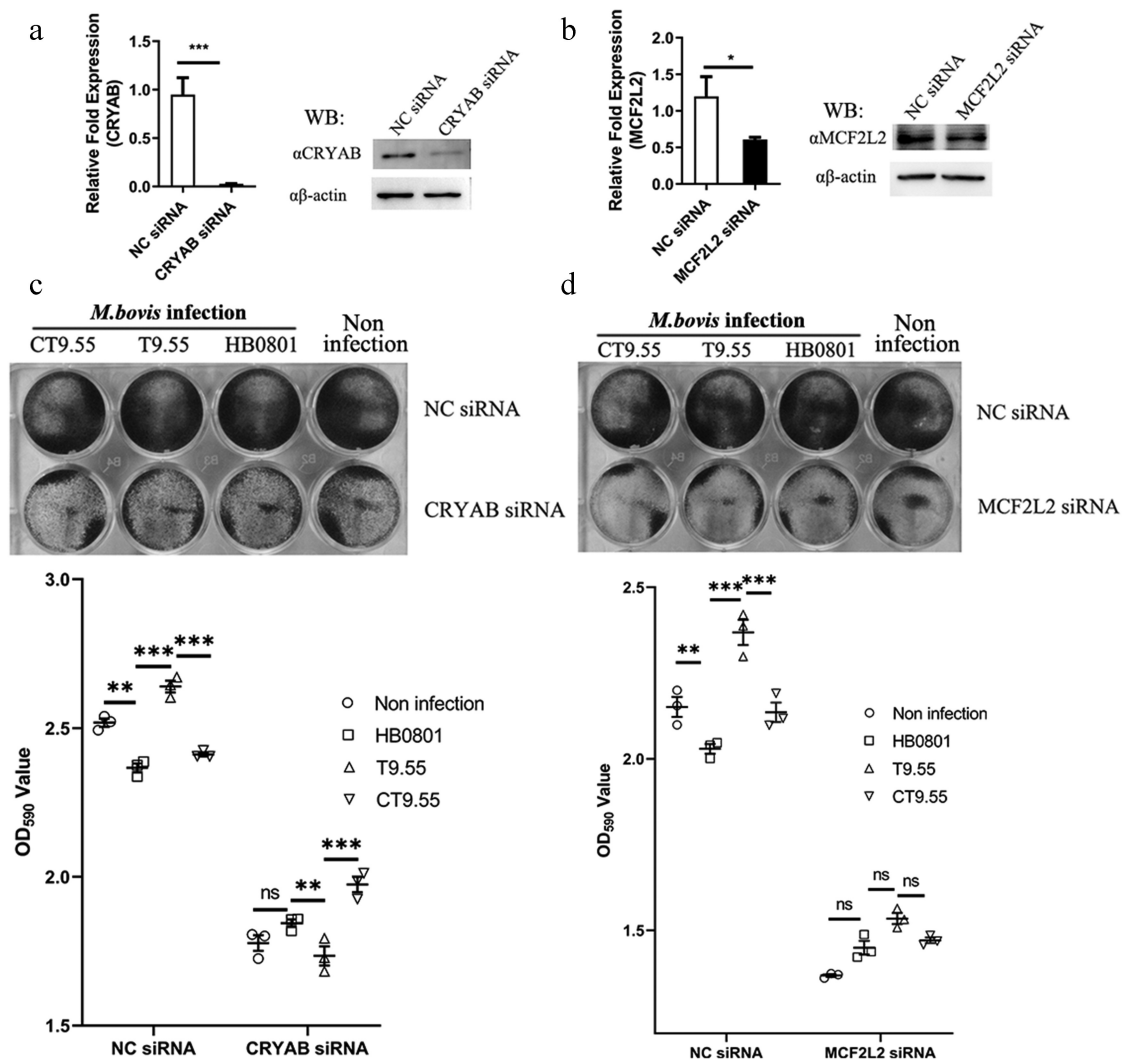 a
Relative Fold Expression
(CRYAB)
1.5
1.0
0.5
0.0
***
NC siRNA
CRYAB siRNA
WB:
NC siRNA
CRYAB siRNA
αCRYAB
αβ-actin
b
Relative Fold Expression
(MCF2L2)
2.0
1.5
1.0
0.5
0.0
*
NC siRNA
MCF2L2 siRNA
WB:
NC siRNA
MCF2L2 siRNA
αMCF2L2
αβ-actin
c
M.bovis infection
Non
infection
CT9.55 T9.55 HB0801
NC siRNA
B4 B3 B2
CRYAB siRNA
OD590 Value
3.0
2.5
2.0
1.5
** *** ***
ns ** ***
Non infection
HB0801
T9.55
CT9.55
NC siRNA CRYAB siRNA
d
M.bovis infection
Non
infection
CT9.55 T9.55 HB0801
NC siRNA
B4 B3 B2
MCF2L2 siRNA
OD590 Value
2.5
2.0
1.5
** *** ***
ns ns ns
Non infection
HB0801
T9.55
CT9.55
NC siRNA MCF2L2 siRNA